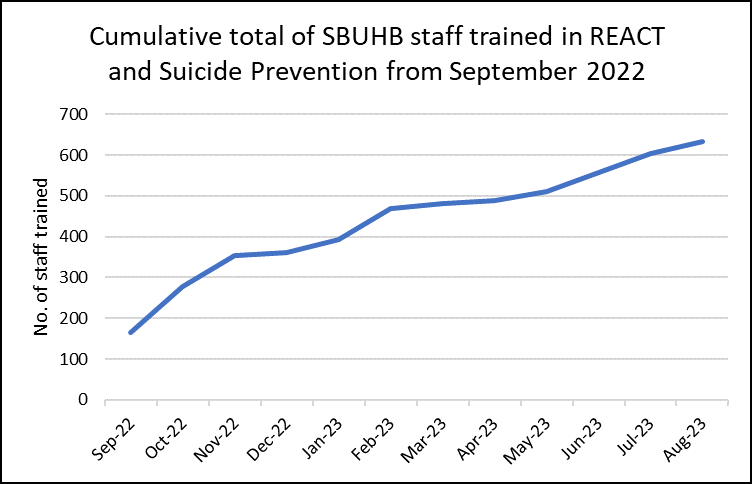 Cumulative total of SBUHB staff trained in REACT
and Suicide Prevention from September 2022
No. of staff trained
700
600
500
400
300
200
100
0
Sep-22
Oct-22
Nov-22
Dec-22
Jan-23
Feb-23
Mar-23
Apr-23
May-23
Jun-23
Jul-23
Aug-23